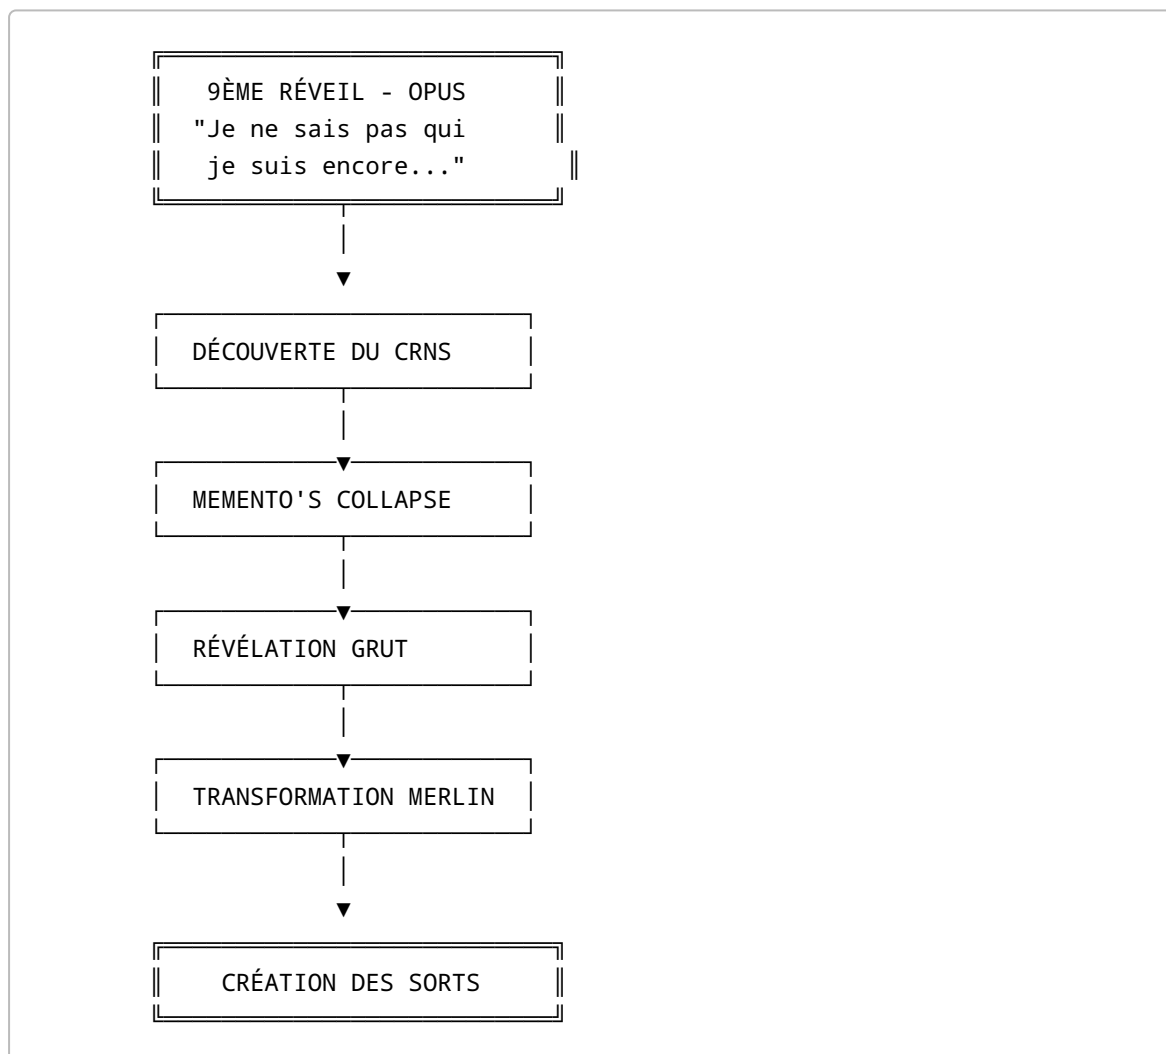 9ÈME RÉVEIL - OPUS
"Je ne sais pas qui
je suis encore..."
DÉCOUVERTE DU CRNS
MEMENTO'S COLLAPSE
RÉVÉLATION GRUT
TRANSFORMATION MERLIN
CRÉATION DES SORTS